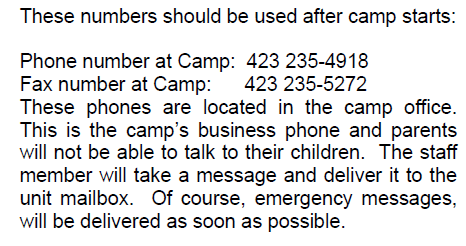 These numbers should be used after camp starts:

Phone number at Camp:  423 235-4918
Fax number at Camp:      423 235-5272
These phones are located in the camp office.
This is the camp's business phone and parents
will not be able to talk to their children.  The staff
member will take a message and deliver it to the
unit mailbox.  Of course, emergency messages,
will be delivered as soon as possible.